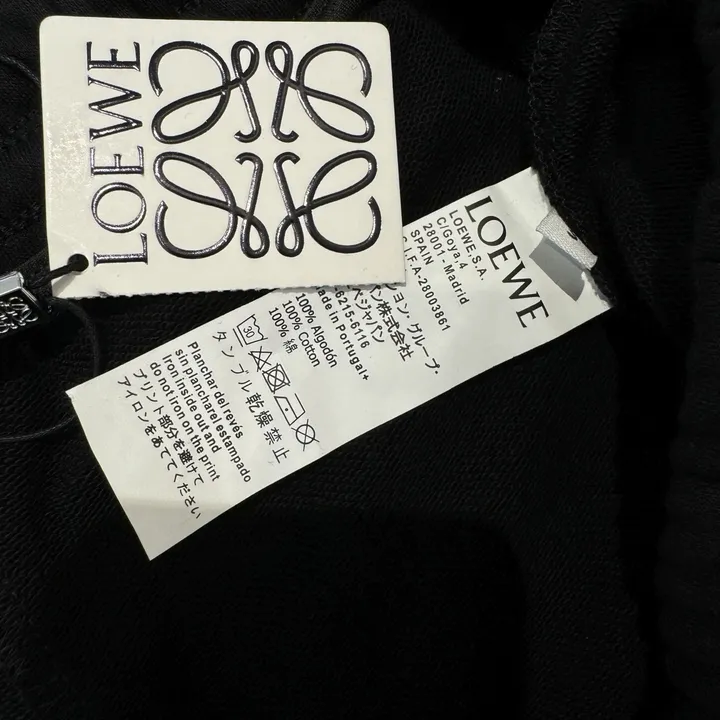 LOEWE
LOEWE
LOEWE,S.A.
C/Goya,4
28001 - Madrid
SPAIN
C.I.F.A-28003861
ション・グループ・
ジャパン
株式会社
-6215-6116
Made in Portugal+
100% Algodón
100% Cotton
100% 綿
30
タンブル乾燥禁止
Planchar del revés
sin plancharel estampado
Iron inside out and
do not iron on the print
プリント部分を避けて
アイロンをあててください